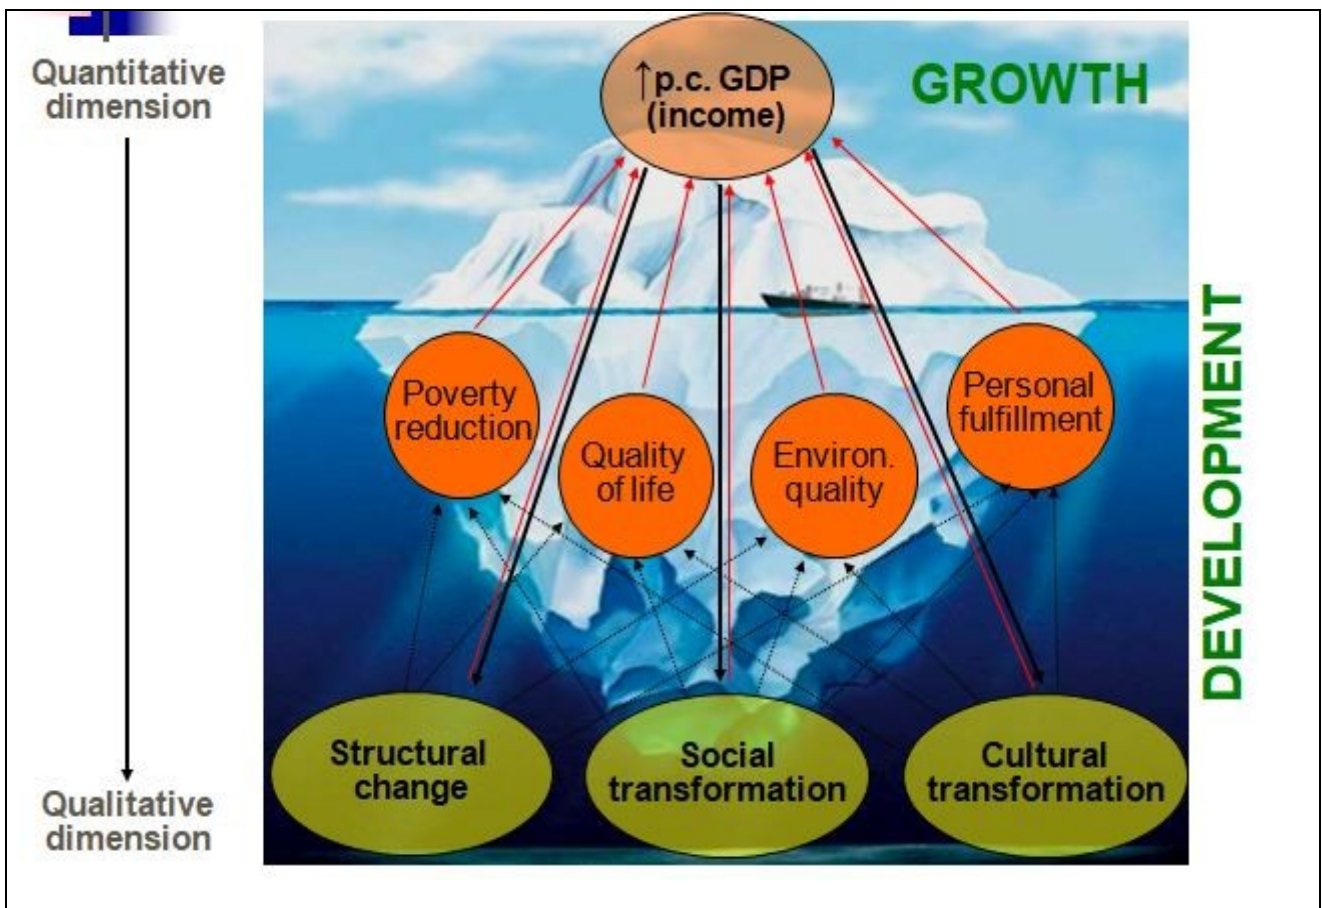 Quantitative
dimension
↑p.c. GDP
(income)
GROWTH
DEVELOPMENT
Poverty
reduction
Quality
of life
Environ.
quality
Personal
fulfillment
Structural
change
Social
transformation
Cultural
transformation
Qualitative
dimension